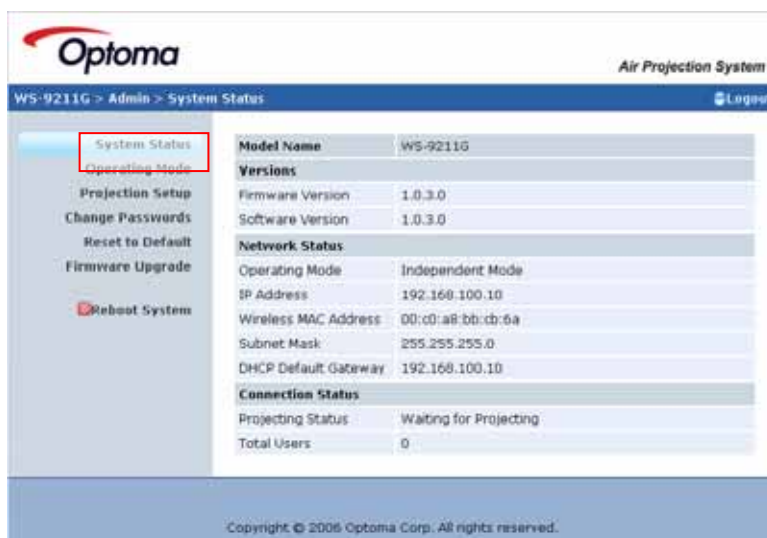 Optoma
Air Projection System
WS-9211G > Admin > System Status
Logou
System Status
Operating Mode
Projection Setup
Change Passwords
Reset to Default
Firmware Upgrade
Reboot System
Model Name WS-9211G
Versions
Firmware Version 1.0.3.0
Software Version 1.0.3.0
Network Status
Operating Mode Independent Mode
IP Address 192.168.100.10
Wireless MAC Address 00:c0:a8:bb:cb:6a
Subnet Mask 255.255.255.0
DHCP Default Gateway 192.168.100.10
Connection Status
Projecting Status Waiting for Projecting
Total Users 0
Copyright © 2006 Optoma Corp. All rights reserved.